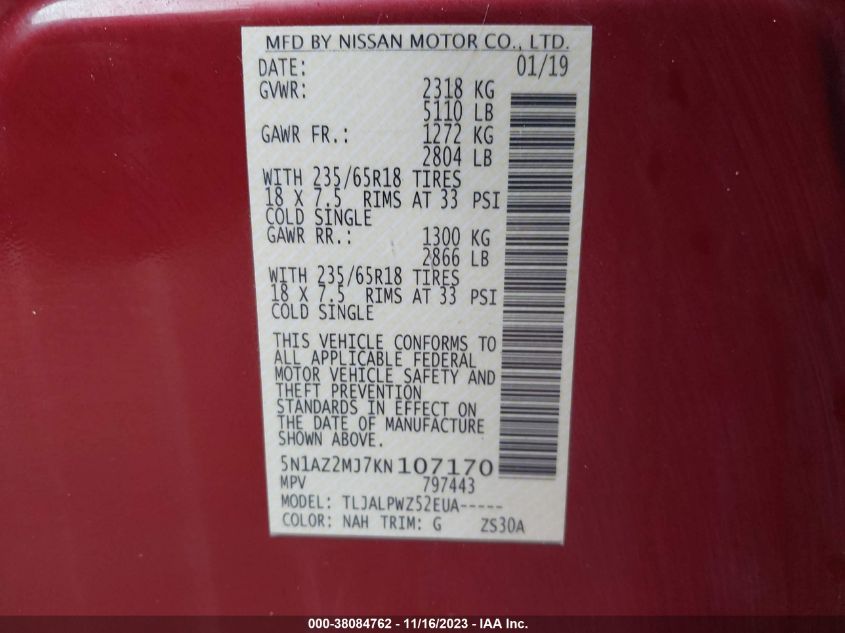 MFD BY NISSAN MOTOR CO., LTD.
DATE: 01/19
GVWR: 2318 KG
5110 LB
GAWR FR.: 1272 KG
2804 LB
WITH 235/65R18 TIRES
18 X 7.5 RIMS AT 33 PSI
COLD SINGLE
GAWR RR.: 1300 KG
2866 LB
WITH 235/65R18 TIRES
18 X 7.5 RIMS AT 33 PSI
COLD SINGLE
THIS VEHICLE CONFORMS TO
ALL APPLICABLE FEDERAL
MOTOR VEHICLE SAFETY AND
THEFT PREVENTION
STANDARDS IN EFFECT ON
THE DATE OF MANUFACTURE
SHOWN ABOVE.
5N1AZ2MJ7KN107170
MPV 797443
MODEL: TLJALPWZ52EUA-----
COLOR: NAH TRIM: G ZS30A
000-38084762 - 11/16/2023 - IAA Inc.